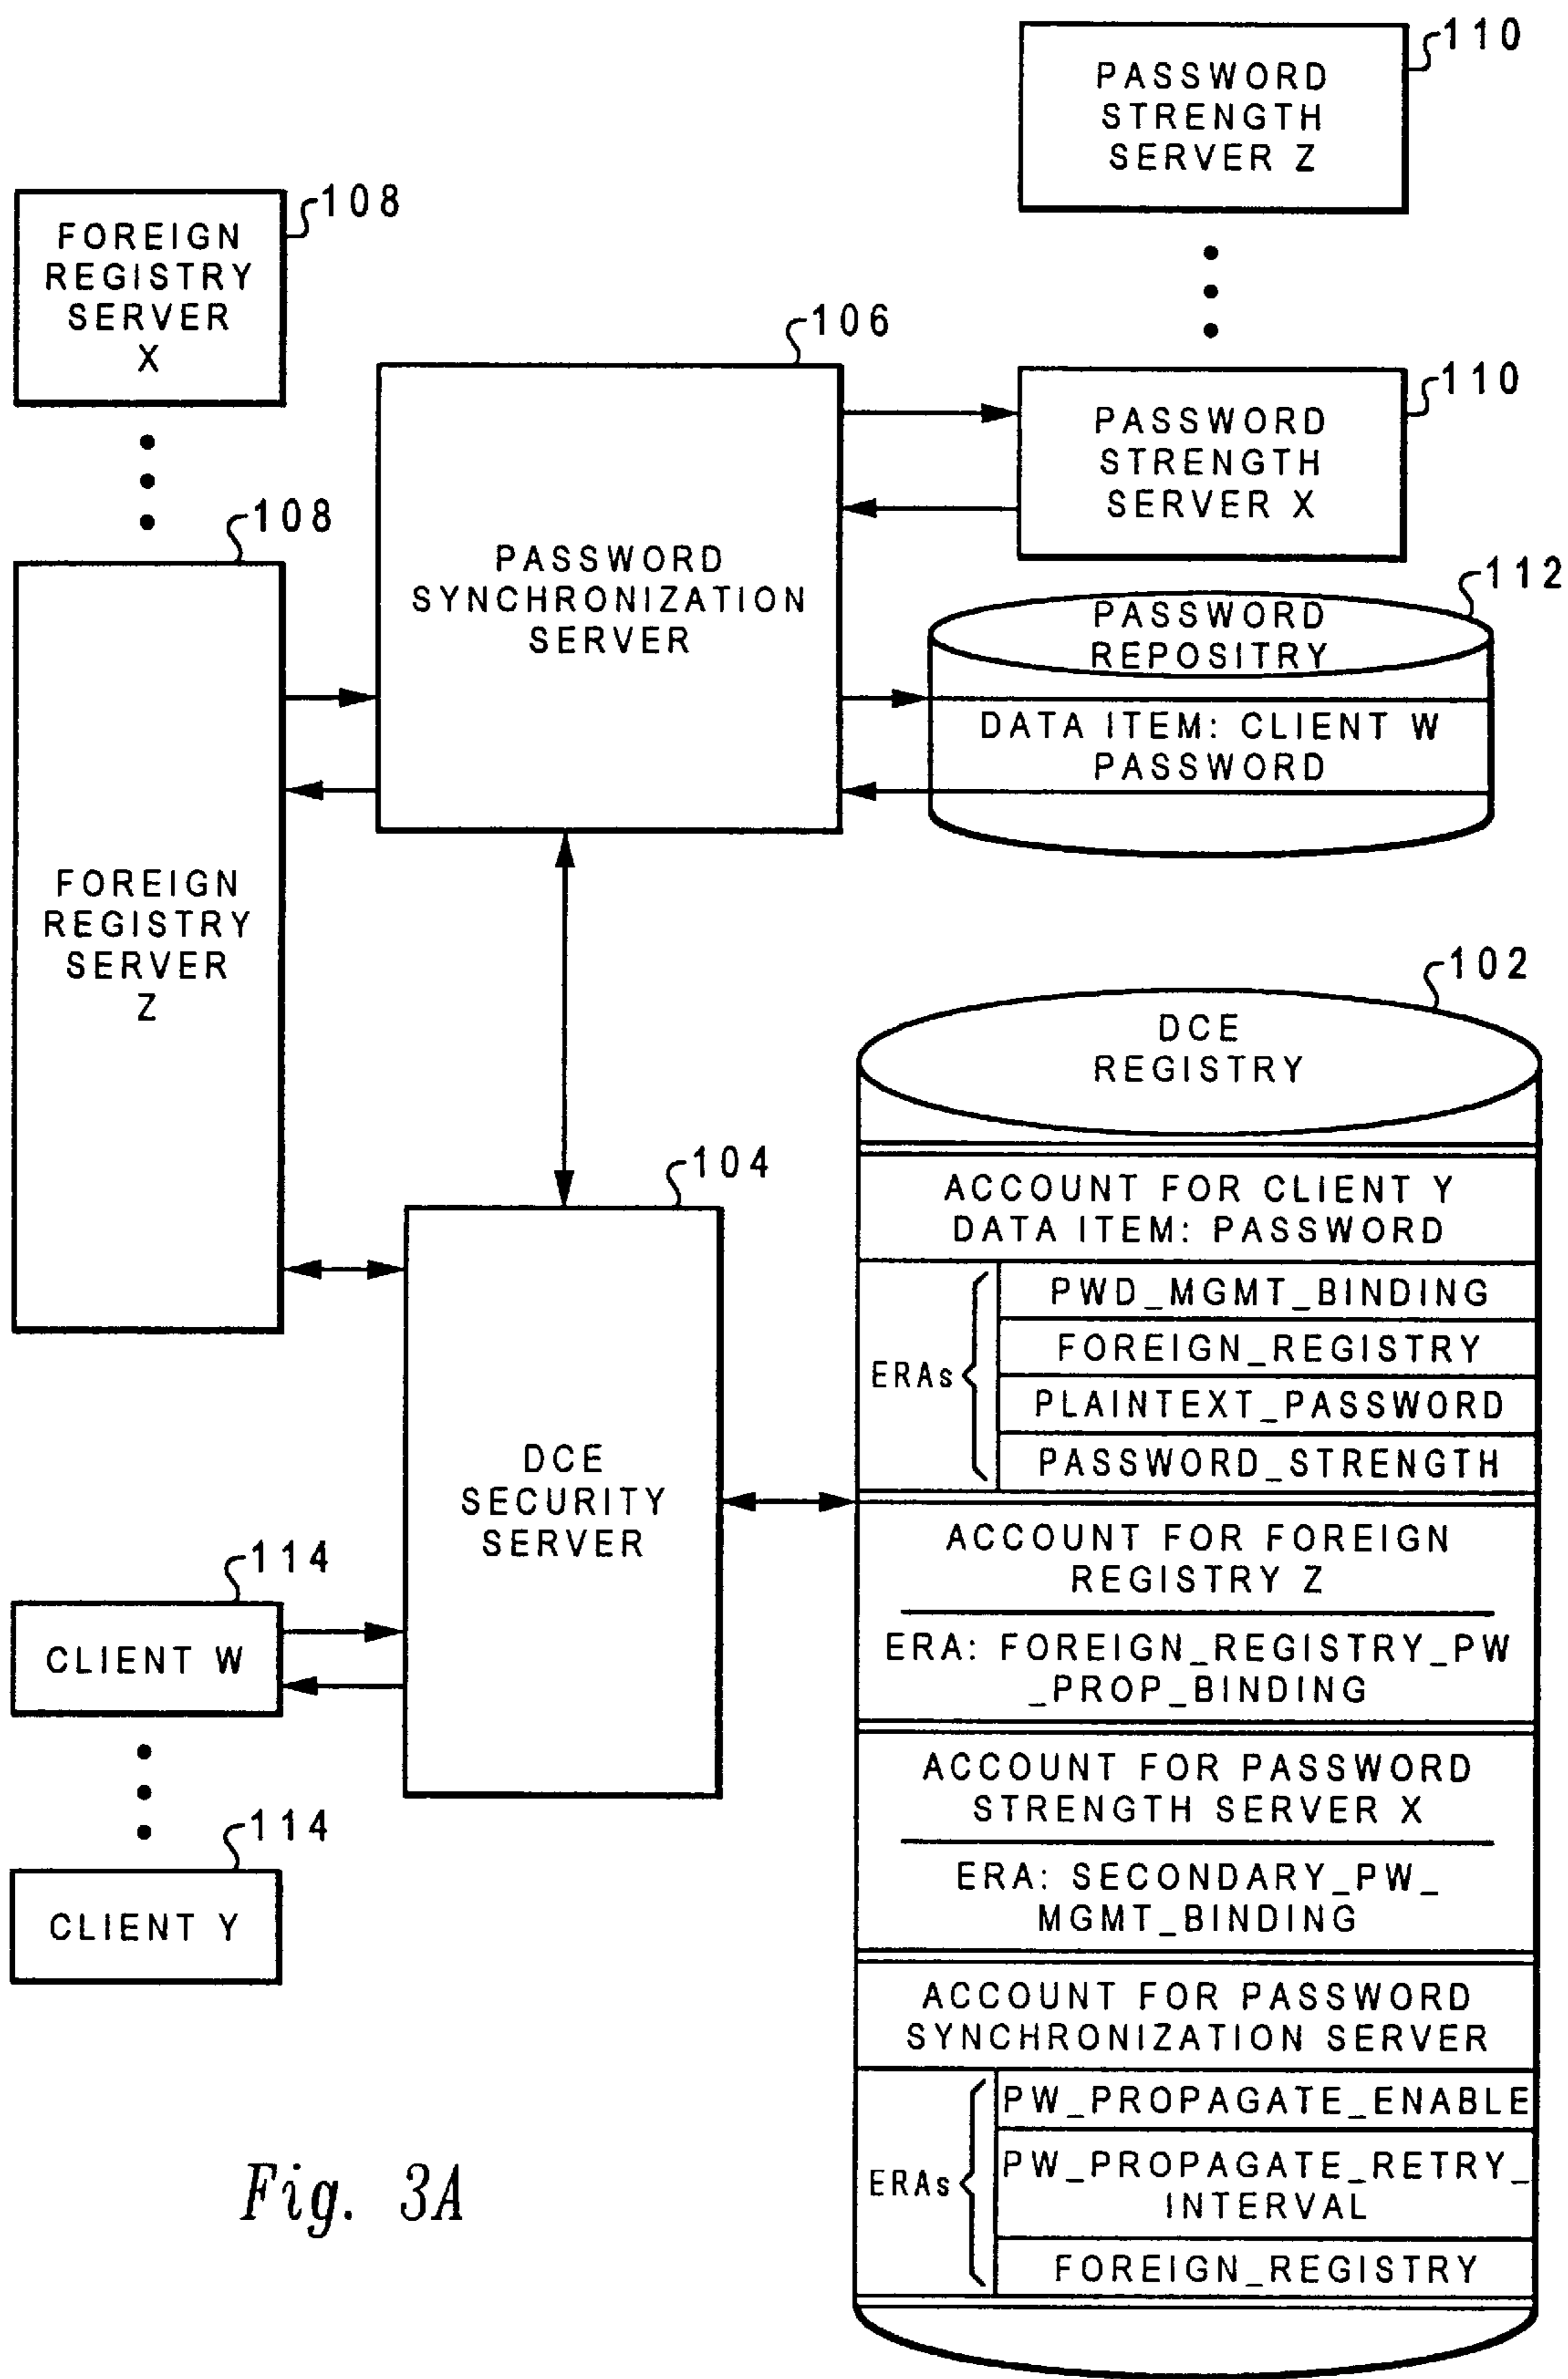 110
PASSWORD
STRENGTH
SERVER Z
108
FOREIGN
REGISTRY
SERVER
X
106
110
PASSWORD
STRENGTH
SERVER X
108
PASSWORD
SYNCHRONIZATION
SERVER
112
PASSWORD
REPOSITRY
DATA ITEM: CLIENT W
PASSWORD
FOREIGN
REGISTRY
SERVER
Z
102
DCE
REGISTRY
104
ACCOUNT FOR CLIENT Y
DATA ITEM: PASSWORD
ERAs
PWD_MGMT_BINDING
FOREIGN_REGISTRY
PLAINTEXT_PASSWORD
PASSWORD_STRENGTH
DCE
SECURITY
SERVER
ACCOUNT FOR FOREIGN
REGISTRY Z
ERA: FOREIGN_REGISTRY_PW
_PROP_BINDING
114
CLIENT W
ACCOUNT FOR PASSWORD
STRENGTH SERVER X
ERA: SECONDARY_PW_
MGMT_BINDING
114
CLIENT Y
ACCOUNT FOR PASSWORD
SYNCHRONIZATION SERVER
ERAs
PW_PROPAGATE_ENABLE
PW_PROPAGATE_RETRY_
INTERVAL
FOREIGN_REGISTRY
Fig. 3A